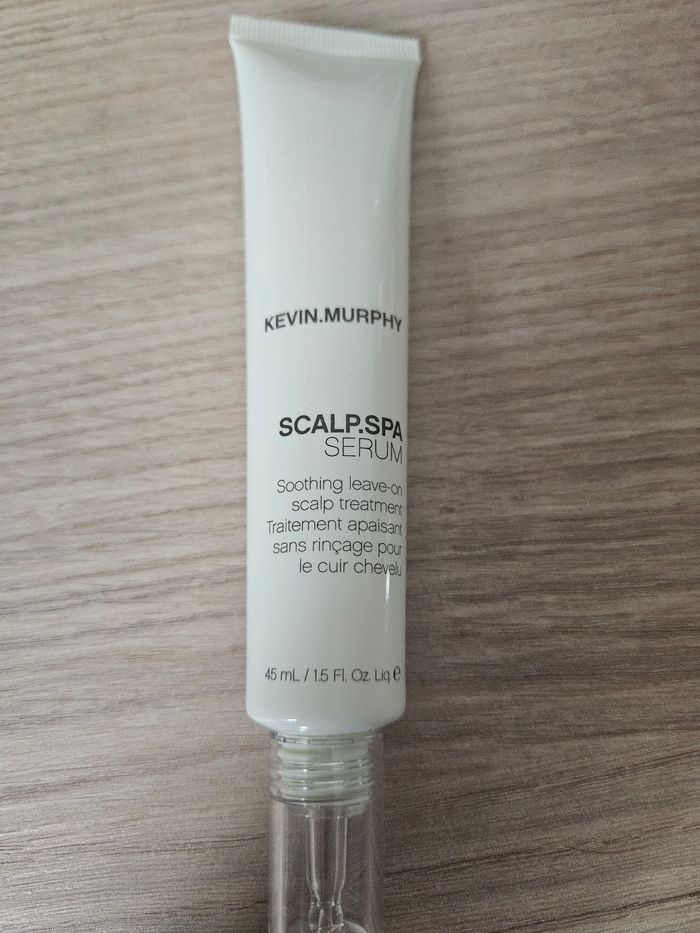 KEVIN.MURPHY
SCALP.SPA
SERUM
Soothing leave-on
scalp treatment
Traitement apaisant
sans rinçage pour
le cuir chevelu
45 mL / 1.5 Fl. Oz. Liq. ℮